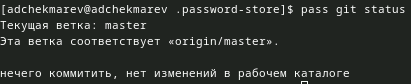 [adchekmarev@adchekmarev .password-store]$ pass git status
Текущая ветка: master
Эта ветка соответствует «origin/master».
нечего коммитить, нет изменений в рабочем каталоге